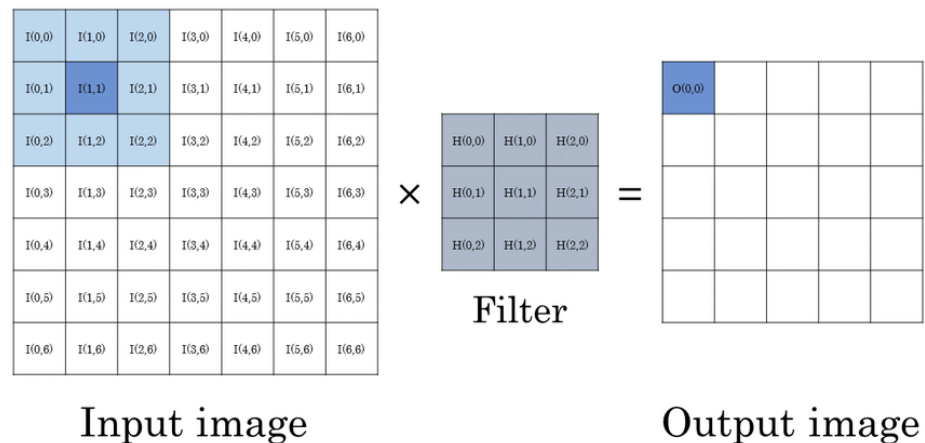 I(0,0) I(1,0) I(2,0) I(3,0) I(4,0) I(5,0) I(6,0)
I(0,1) I(1,1) I(2,1) I(3,1) I(4,1) I(5,1) I(6,1)
I(0,2) I(1,2) I(2,2) I(3,2) I(4,2) I(5,2) I(6,2)
I(0,3) I(1,3) I(2,3) I(3,3) I(4,3) I(5,3) I(6,3)
I(0,4) I(1,4) I(2,4) I(3,4) I(4,4) I(5,4) I(6,4)
I(0,5) I(1,5) I(2,5) I(3,5) I(4,5) I(5,5) I(6,5)
I(0,6) I(1,6) I(2,6) I(3,6) I(4,6) I(5,6) I(6,6)
Input image
×
H(0,0) H(1,0) H(2,0)
H(0,1) H(1,1) H(2,1)
H(0,2) H(1,2) H(2,2)
Filter
=
O(0,0)
Output image